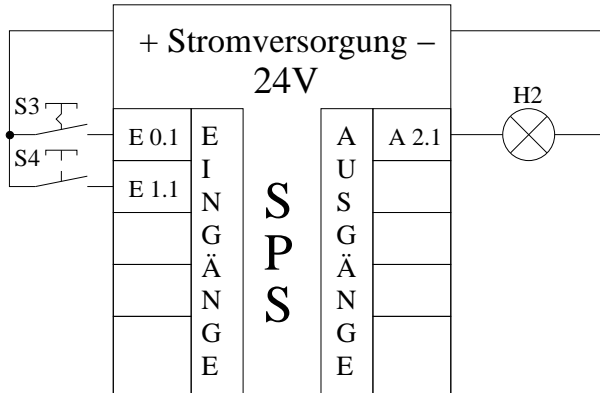 + Stromversorgung –
24V
S3
H2
E 0.1
EINGÄNGE
AUSGÄNGE
A 2.1
S4
E 1.1
SPS